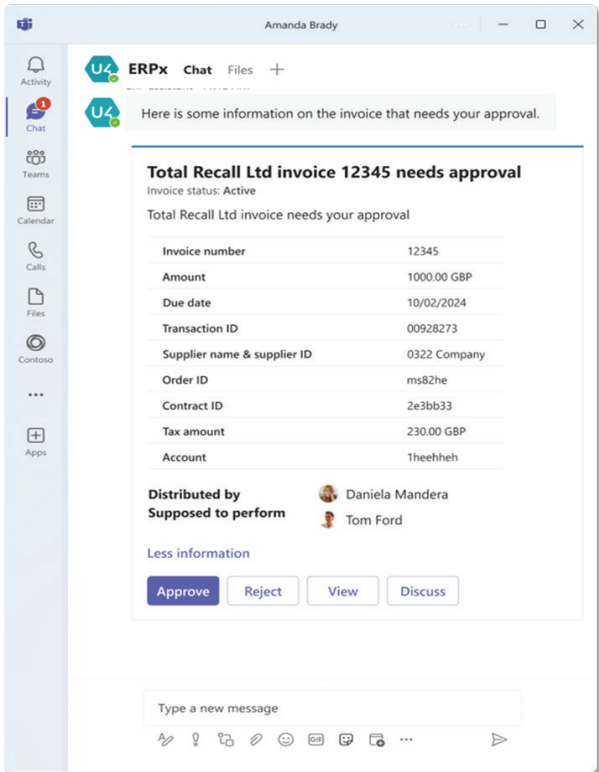 Amanda Brady
Activity
1
Chat
Teams
Calendar
Calls
Files
Contoso
Apps
U4 ERPx Chat Files
U4 Here is some information on the invoice that needs your approval.
Total Recall Ltd invoice 12345 needs approval
Invoice status: Active
Total Recall Ltd invoice needs your approval
Invoice number 12345
Amount 1000.00 GBP
Due date 10/02/2024
Transaction ID 00928273
Supplier name & supplier ID 0322 Company
Order ID ms82he
Contract ID 2e3bb33
Tax amount 230.00 GBP
Account 1heehheh
Distributed by Daniela Mandera
Supposed to perform Tom Ford
Less information
Approve Reject View Discuss
Type a new message
GIF